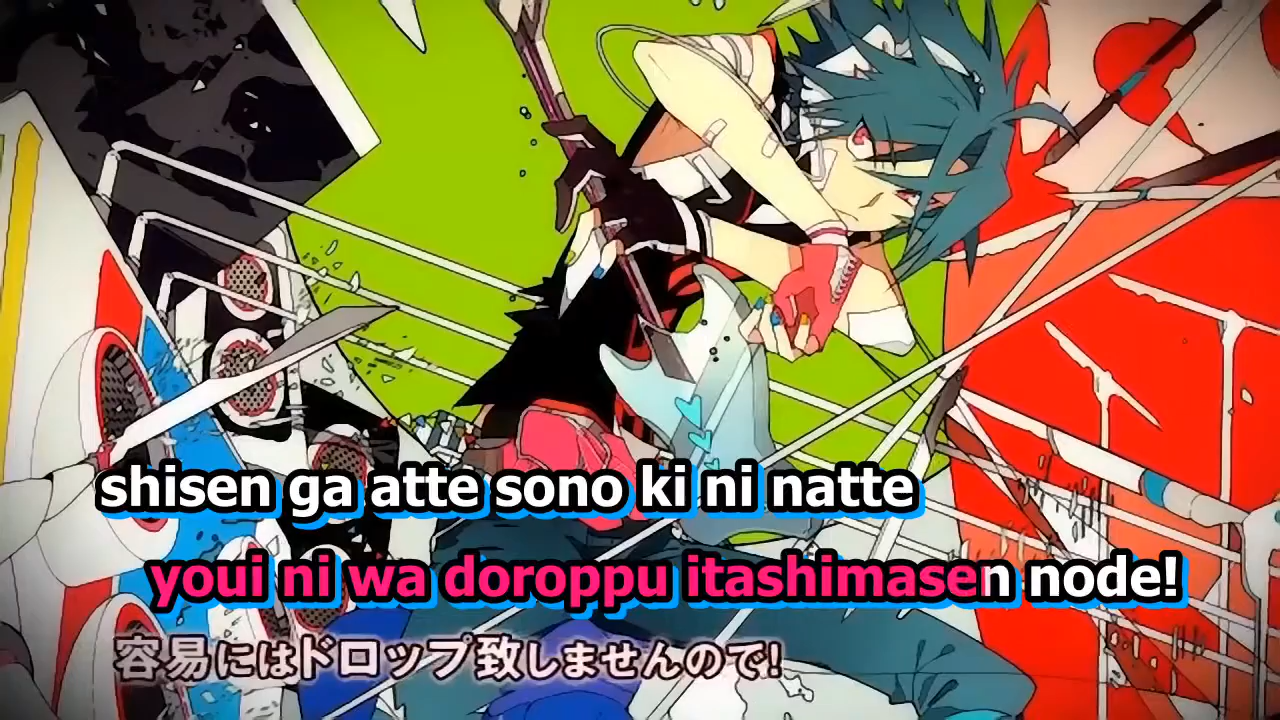 shisen ga atte sono ki ni natte
youi ni wa doroppu itashimasen node!
容易にはドロップ致しませんので!